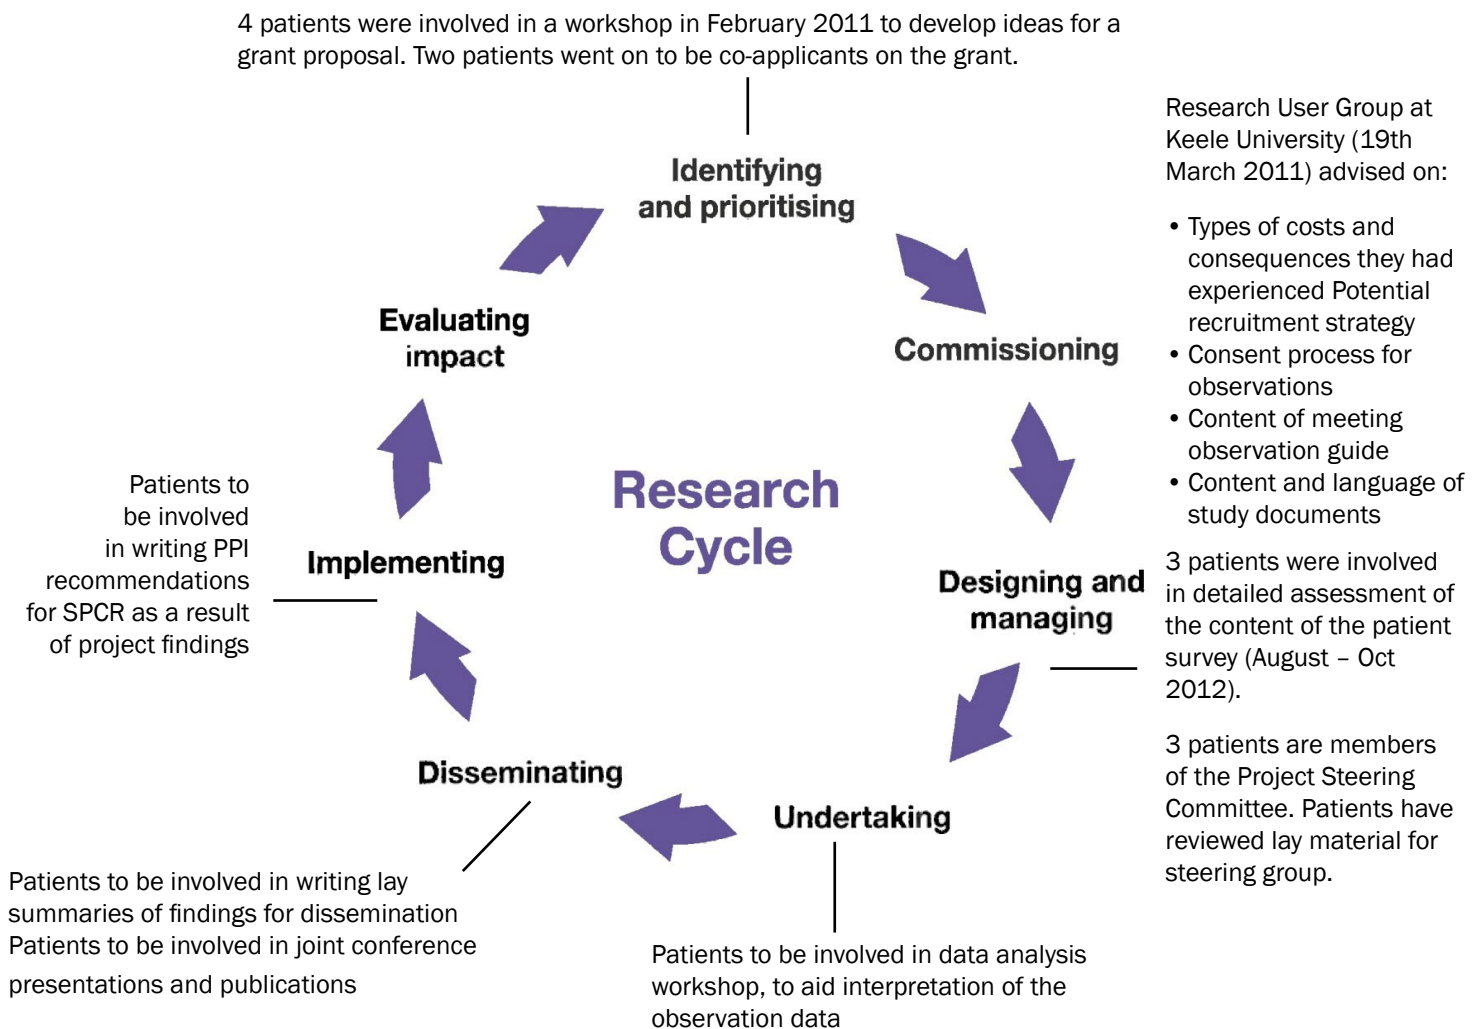 4 patients were involved in a workshop in February 2011 to develop ideas for a
grant proposal. Two patients went on to be co-applicants on the grant.
Identifying
and prioritising
Research User Group at
Keele University (19th
March 2011) advised on:
• Types of costs and
consequences they had
experienced Potential
recruitment strategy
• Consent process for
observations
• Content of meeting
observation guide
• Content and language of
study documents
3 patients were involved
in detailed assessment of
the content of the patient
survey (August – Oct
2012).
3 patients are members
of the Project Steering
Committee. Patients have
reviewed lay material for
steering group.
Commissioning
Designing and
managing
Undertaking
Patients to be involved in data analysis
workshop, to aid interpretation of the
observation data
Disseminating
Patients to be involved in writing lay
summaries of findings for dissemination
Patients to be involved in joint conference
presentations and publications
Implementing
Patients to
be involved
in writing PPI
recommendations
for SPCR as a result
of project findings
Evaluating
impact
Research
Cycle